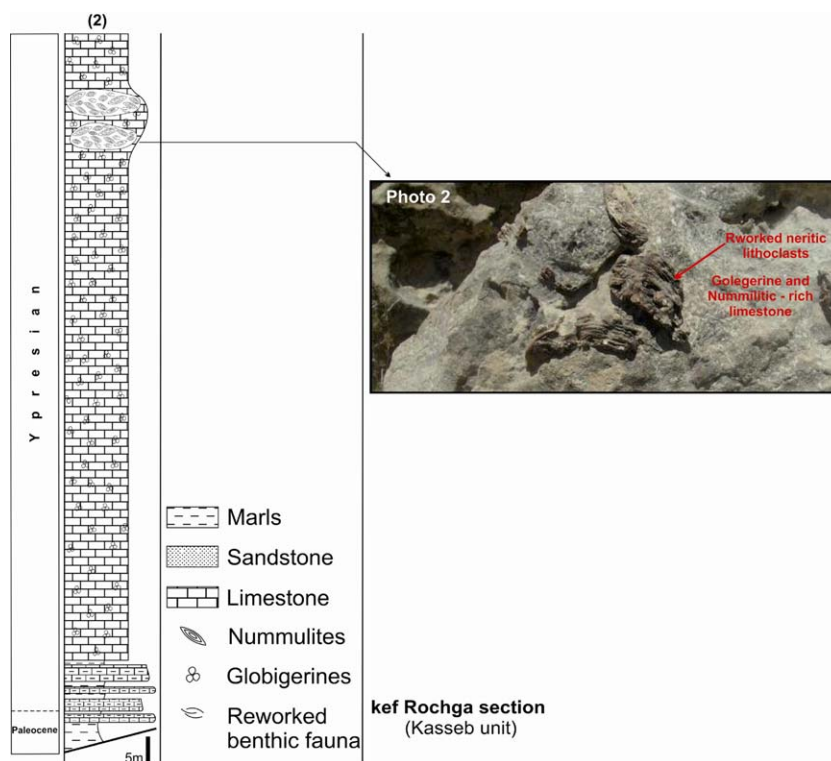 (2)
Ypresian
Paleocene
5m
Marls
Sandstone
Limestone
Nummulites
Globigerines
Reworked
benthic fauna
Photo 2
Rworked neritic
lithoclasts
Golegerine and
Nummilitic - rich
limestone
kef Rochga section
(Kasseb unit)